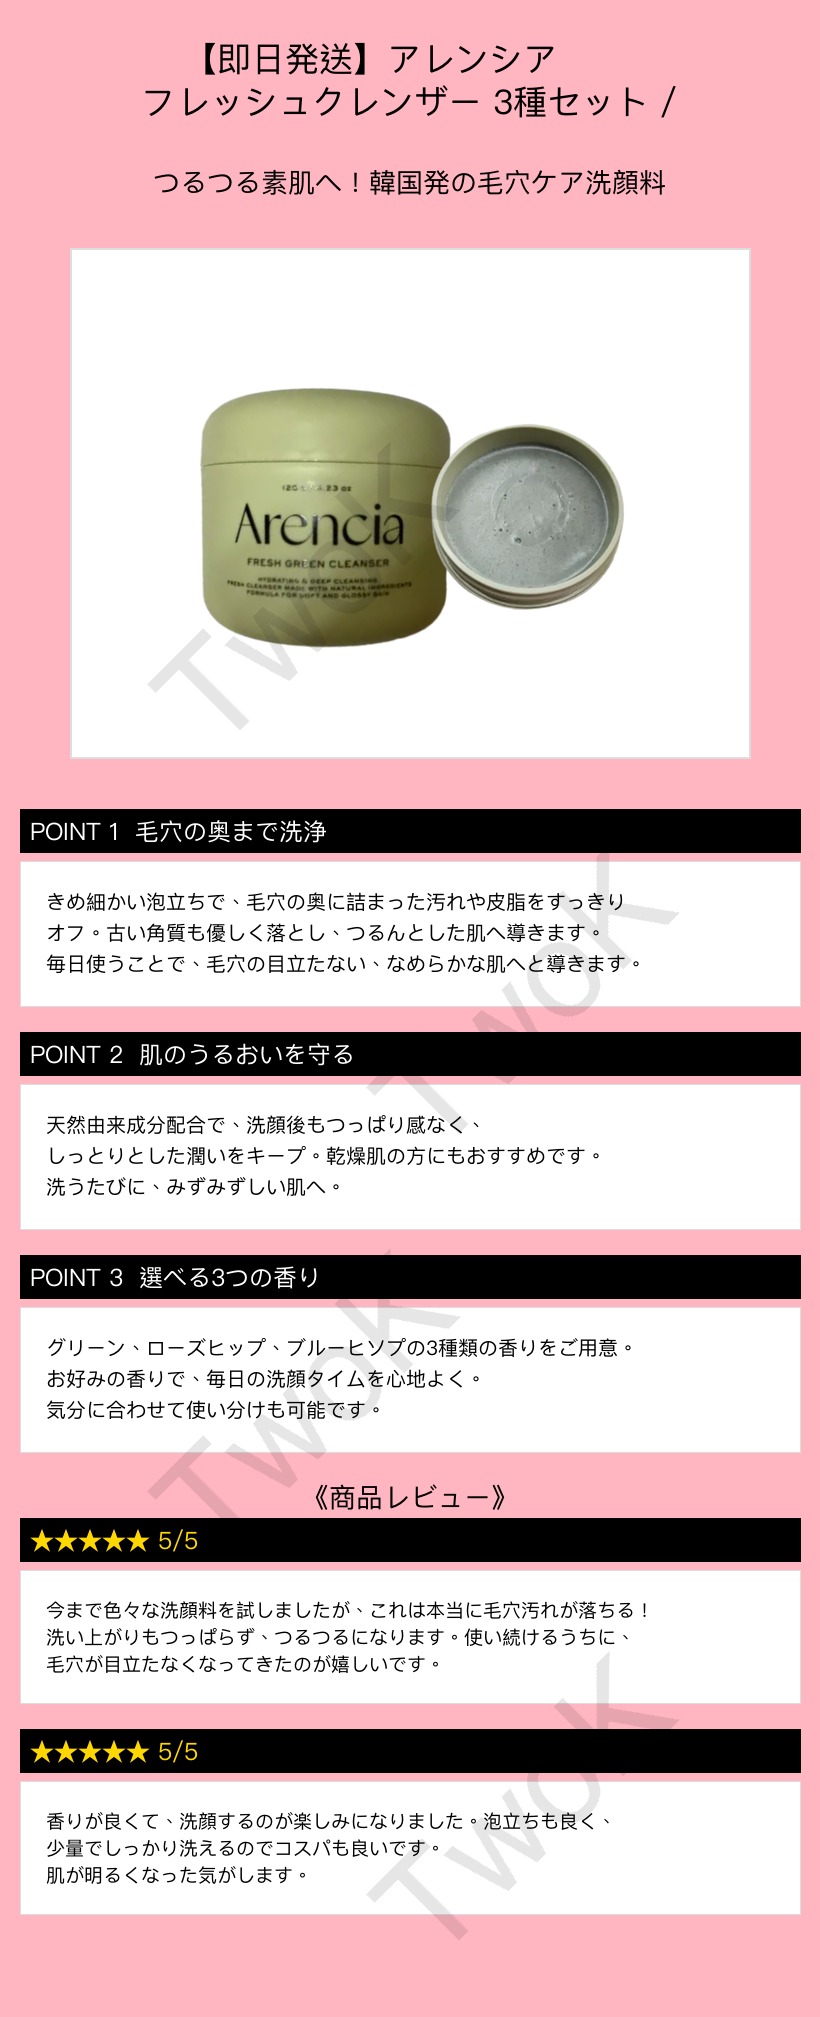 【即日発送】アレンシア
フレッシュクレンザー 3種セット /
つるつる素肌へ！韓国発の毛穴ケア洗顔料
Arencia
FRESH GREEN CLEANSER
HYDRATING & DEEP CLEANSING
FRESH CLEANSER MADE WITH NATURAL INGREDIENTS
FORMULA FOR SOFT AND GLOSSY SKIN
TwoK
POINT 1 毛穴の奥まで洗浄
きめ細かい泡立ちで、毛穴の奥に詰まった汚れや皮脂をすっきり
オフ。古い角質も優しく落とし、つるんとした肌へ導きます。
毎日使うことで、毛穴の目立たない、なめらかな肌へと導きます。
TwoK
POINT 2 肌のうるおいを守る
天然由来成分配合で、洗顔後もつっぱり感なく、
しっとりとした潤いをキープ。乾燥肌の方にもおすすめです。
洗うたびに、みずみずしい肌へ。
POINT 3 選べる3つの香り
グリーン、ローズヒップ、ブルーヒソプの3種類の香りをご用意。
お好みの香りで、毎日の洗顔タイムを心地よく。
気分に合わせて使い分けも可能です。
TwoK
《商品レビュー》
★★★★★ 5/5
今まで色々な洗顔料を試しましたが、これは本当に毛穴汚れが落ちる！
洗い上がりもつっぱらず、つるつるになります。使い続けるうちに、
毛穴が目立たなくなってきたのが嬉しいです。
★★★★★ 5/5
香りが良くて、洗顔するのが楽しみになりました。泡立ちも良く、
少量でしっかり洗えるのでコスパも良いです。
肌が明るくなった気がします。
TwoK